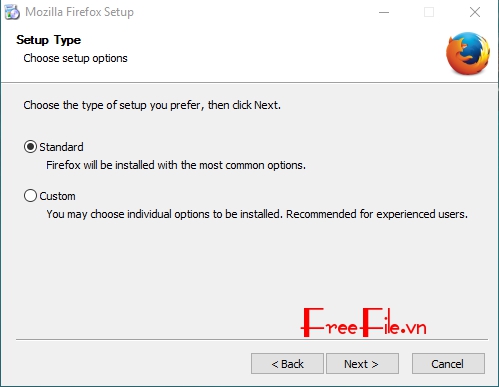 Mozilla Firefox Setup
Setup Type
Choose setup options
Choose the type of setup you prefer, then click Next.
Standard
Firefox will be installed with the most common options.
Custom
You may choose individual options to be installed. Recommended for experienced users.
FreeFile.vn
< Back
Next >
Cancel